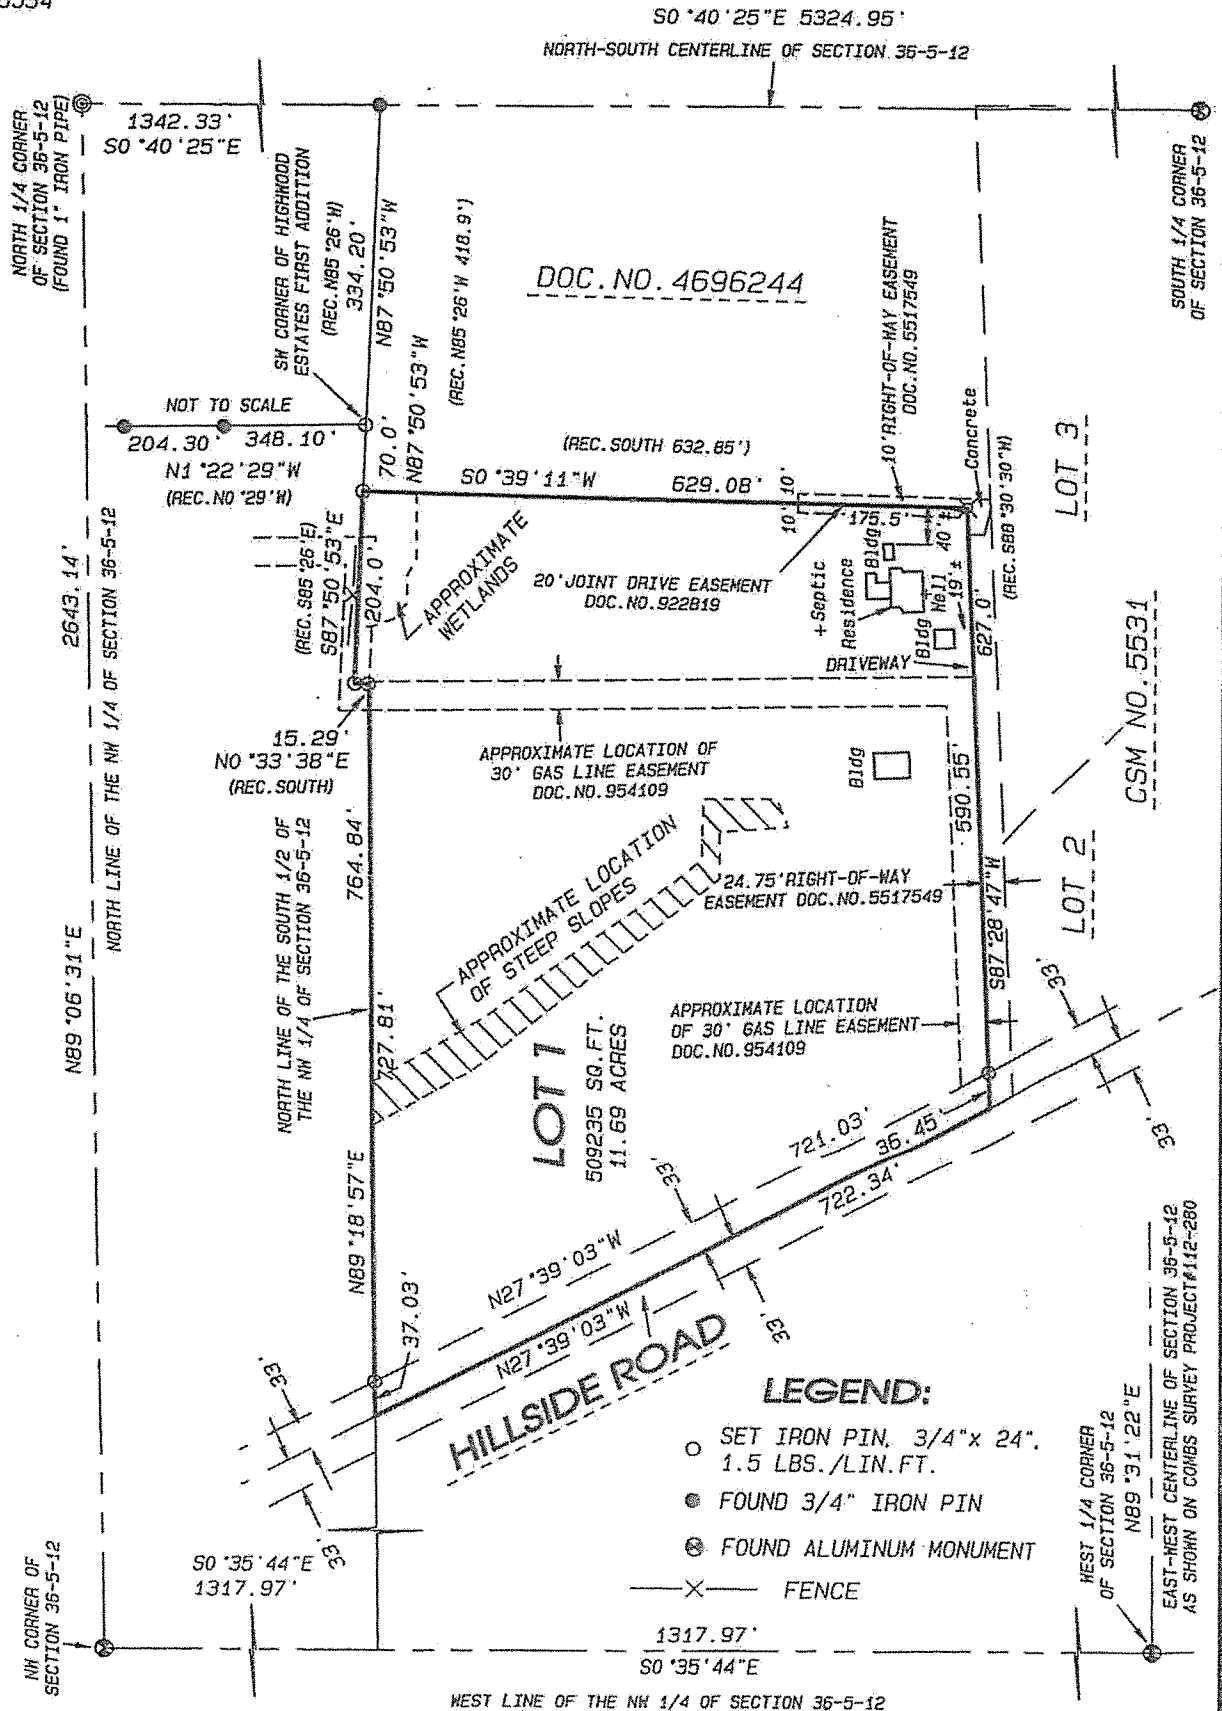 S0°40'25"E 5324.95'
NORTH-SOUTH CENTERLINE OF SECTION 36-5-12
NORTH 1/4 CORNER
OF SECTION 36-5-12
(FOUND 1" IRON PIPE)
1342.33'
S0°40'25"E
SW CORNER OF HIGHWOOD
ESTATES FIRST ADDITION
(REC.N85°26'W)
334.20'
N87°50'53"W
(REC.N85°26'W 418.9')
N87°50'53"W
70.0'
DOC.NO.4696244
10'RIGHT-OF-WAY EASEMENT
DOC.NO.5517549
SOUTH 1/4 CORNER
OF SECTION 36-5-12
NOT TO SCALE
204.30' 348.10'
N1°22'29"W
(REC.N0°29'W)
(REC.SOUTH 632.85')
S0°39'11"W 629.08'
10' 10'
175.5'
40'±
Concrete
(REC.S88°30'30"W)
LOT 3
2643.14'
NORTH LINE OF THE NW 1/4 OF SECTION 36-5-12
(REC.S85°26'E)
S87°50'53"E
204.0'
APPROXIMATE
WETLANDS
20'JOINT DRIVE EASEMENT
DOC.NO.922819
+Septic
Residence
Bldg
Well
19'±
Bldg
627.0'
DRIVEWAY
CSM NO.5531
15.29'
N0°33'38"E
(REC.SOUTH)
APPROXIMATE LOCATION OF
30' GAS LINE EASEMENT
DOC.NO.954109
Bldg
590.55'
NORTH LINE OF THE SOUTH 1/2 OF
THE NW 1/4 OF SECTION 36-5-12
764.84'
APPROXIMATE LOCATION
OF STEEP SLOPES
24.75'RIGHT-OF-WAY
EASEMENT DOC.NO.5517549
S87°28'47"W
LOT 2
N89°06'31"E
727.81'
LOT 1
509235 SQ.FT.
11.69 ACRES
APPROXIMATE LOCATION
OF 30' GAS LINE EASEMENT
DOC.NO.954109
33'
33'
N89°18'57"E
721.03'
36.45'
722.34'
33'
33'
N27°39'03"W
N27°39'03"W
37.03'
HILLSIDE ROAD
33'
33'
LEGEND:
SET IRON PIN, 3/4"x 24",
1.5 LBS./LIN.FT.
FOUND 3/4" IRON PIN
FOUND ALUMINUM MONUMENT
FENCE
WEST 1/4 CORNER
OF SECTION 36-5-12
N89°31'22"E
EAST-WEST CENTERLINE OF SECTION 36-5-12
AS SHOWN ON COMBS SURVEY PROJECT#112-280
NW CORNER OF
SECTION 36-5-12
S0°35'44"E
1317.97'
1317.97'
S0°35'44"E
WEST LINE OF THE NW 1/4 OF SECTION 36-5-12